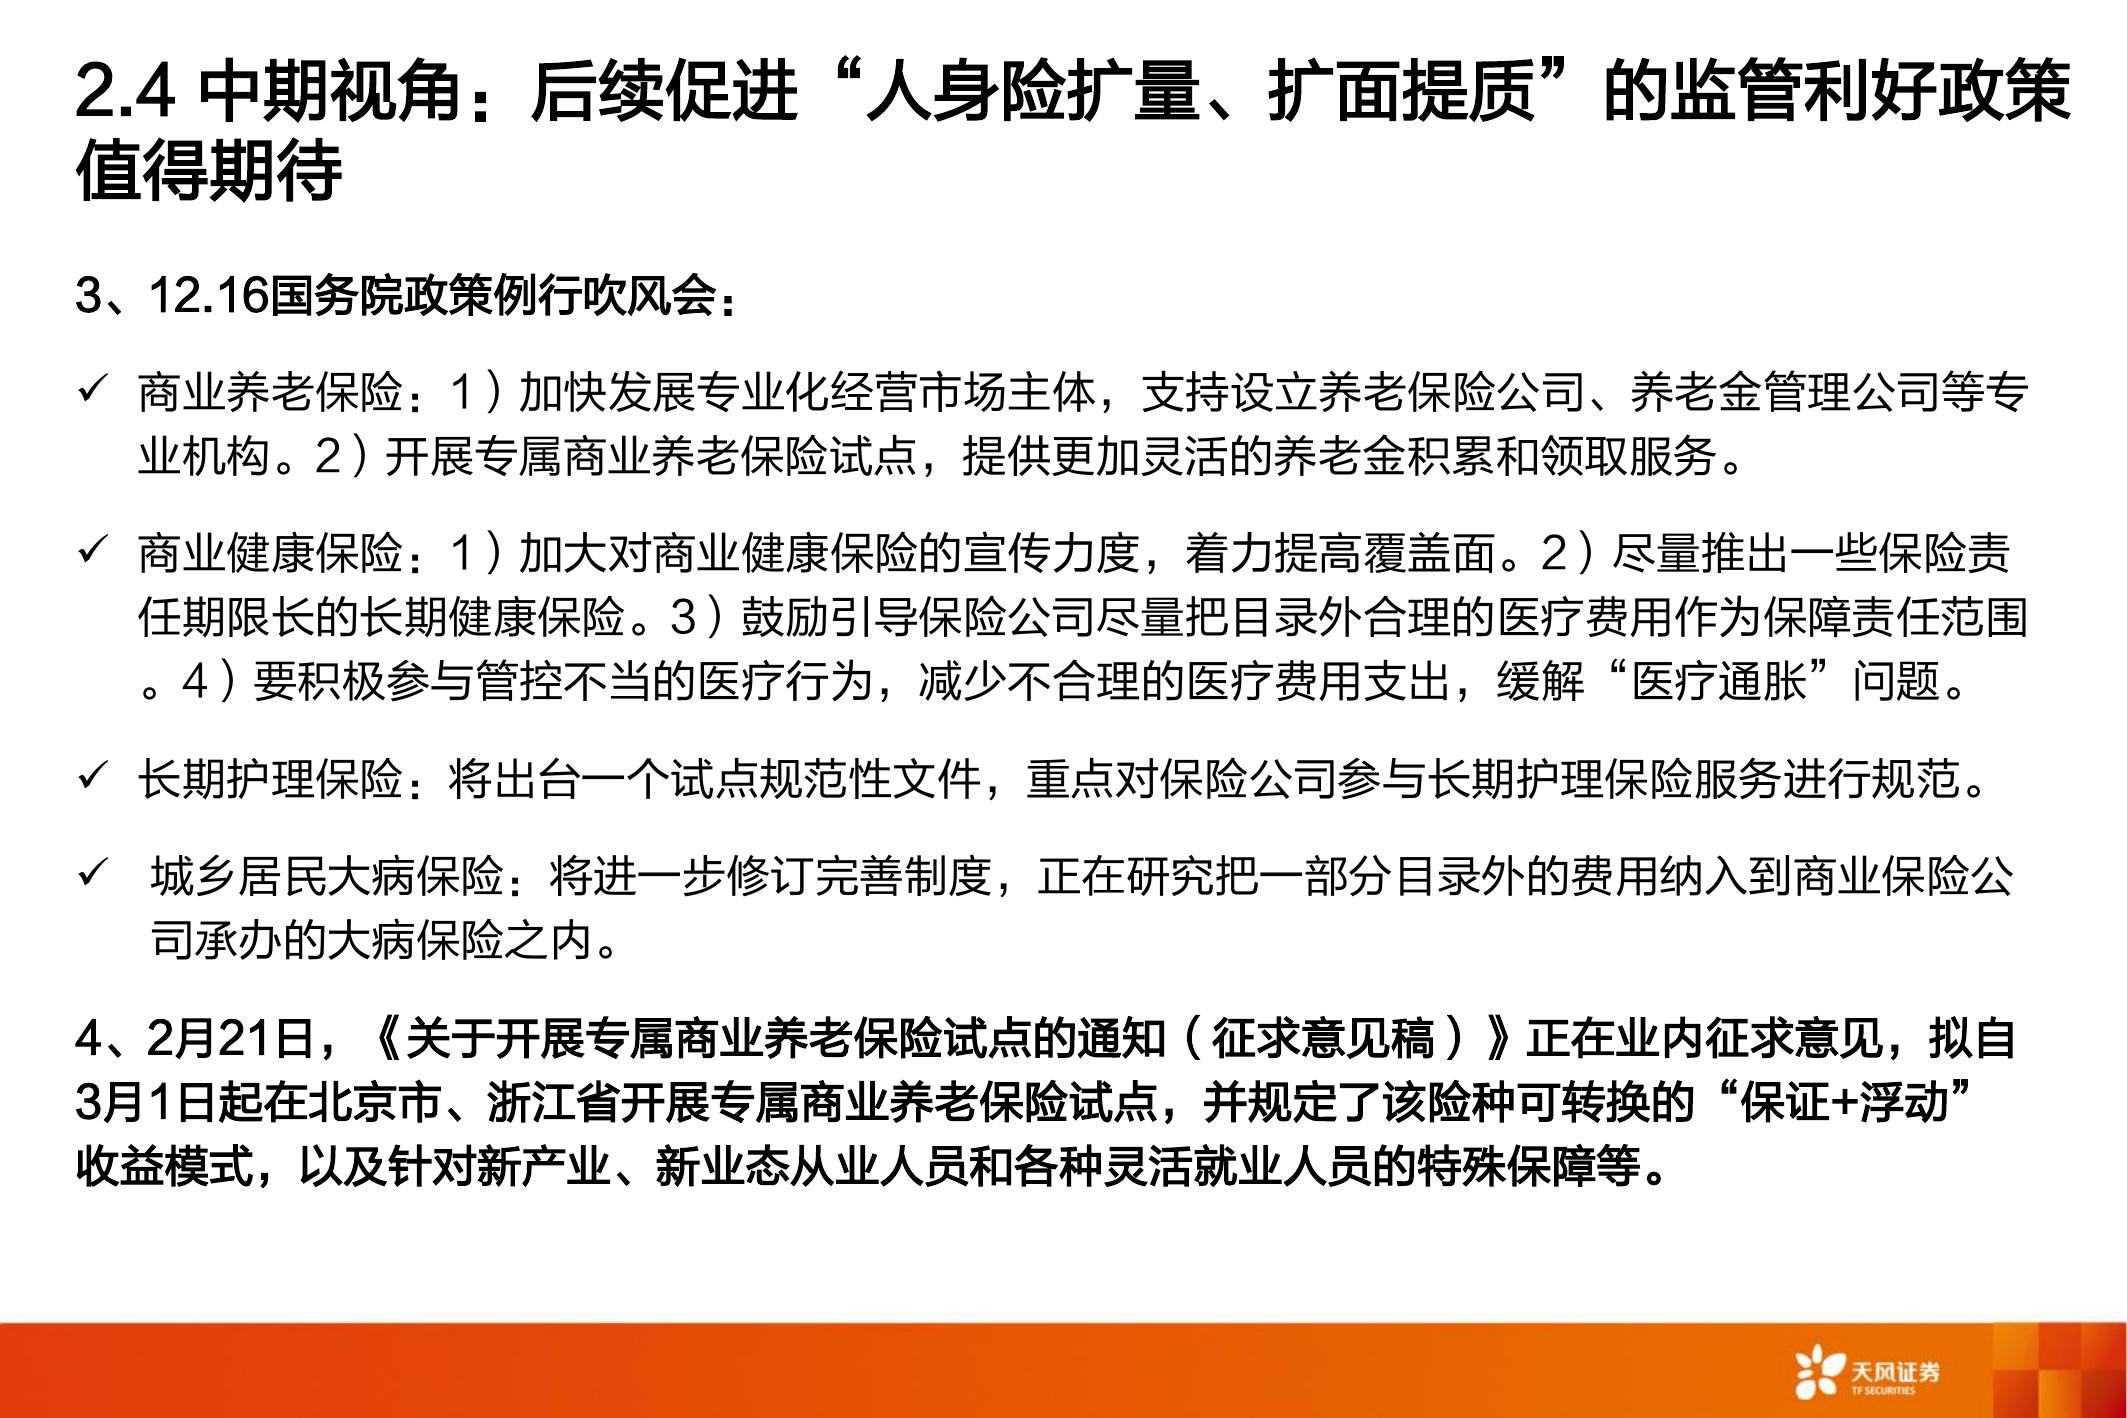 2.4 中期视角：后续促进“人身险扩量、扩面提质”的监管利好政策
值得期待
3、12.16国务院政策例行吹风会：
✓ 商业养老保险：1）加快发展专业化经营市场主体，支持设立养老保险公司、养老金管理公司等专
业机构。2）开展专属商业养老保险试点，提供更加灵活的养老金积累和领取服务。
✓ 商业健康保险：1）加大对商业健康保险的宣传力度，着力提高覆盖面。2）尽量推出一些保险责
任期限长的长期健康保险。3）鼓励引导保险公司尽量把目录外合理的医疗费用作为保障责任范围
。4）要积极参与管控不当的医疗行为，减少不合理的医疗费用支出，缓解“医疗通胀”问题。
✓ 长期护理保险：将出台一个试点规范性文件，重点对保险公司参与长期护理保险服务进行规范。
✓ 城乡居民大病保险：将进一步修订完善制度，正在研究把一部分目录外的费用纳入到商业保险公
司承办的大病保险之内。
4、2月21日，《关于开展专属商业养老保险试点的通知（征求意见稿）》正在业内征求意见，拟自
3月1日起在北京市、浙江省开展专属商业养老保险试点，并规定了该险种可转换的“保证+浮动”
收益模式，以及针对新产业、新业态从业人员和各种灵活就业人员的特殊保障等。
天风证券
TF SECURITIES